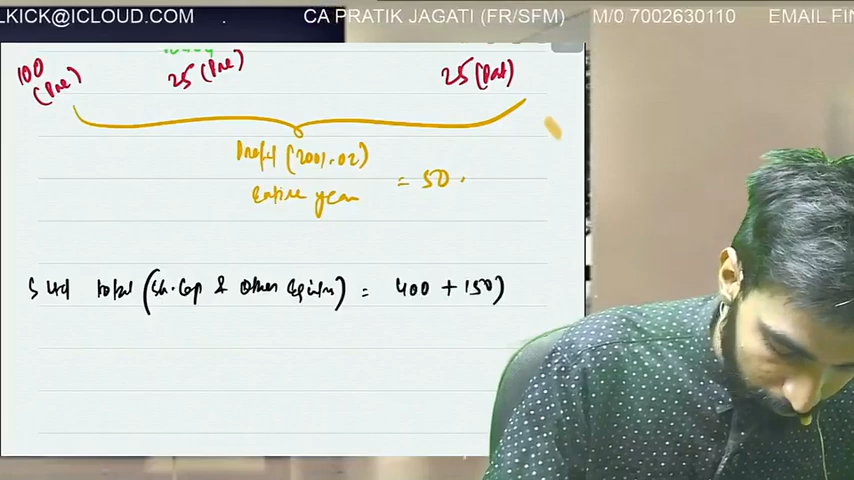 LKICK@ICLOUD.COM . CA PRATIK JAGATI (FR/SFM) M/0 7002630110 EMAIL FIN
100 (Pre) 25 (Pre) 25 (Post)
Profit (2001-02)
Entire year = 50.
S Ltd total (Sh. Cap & Other Equity) = 400 + 150)